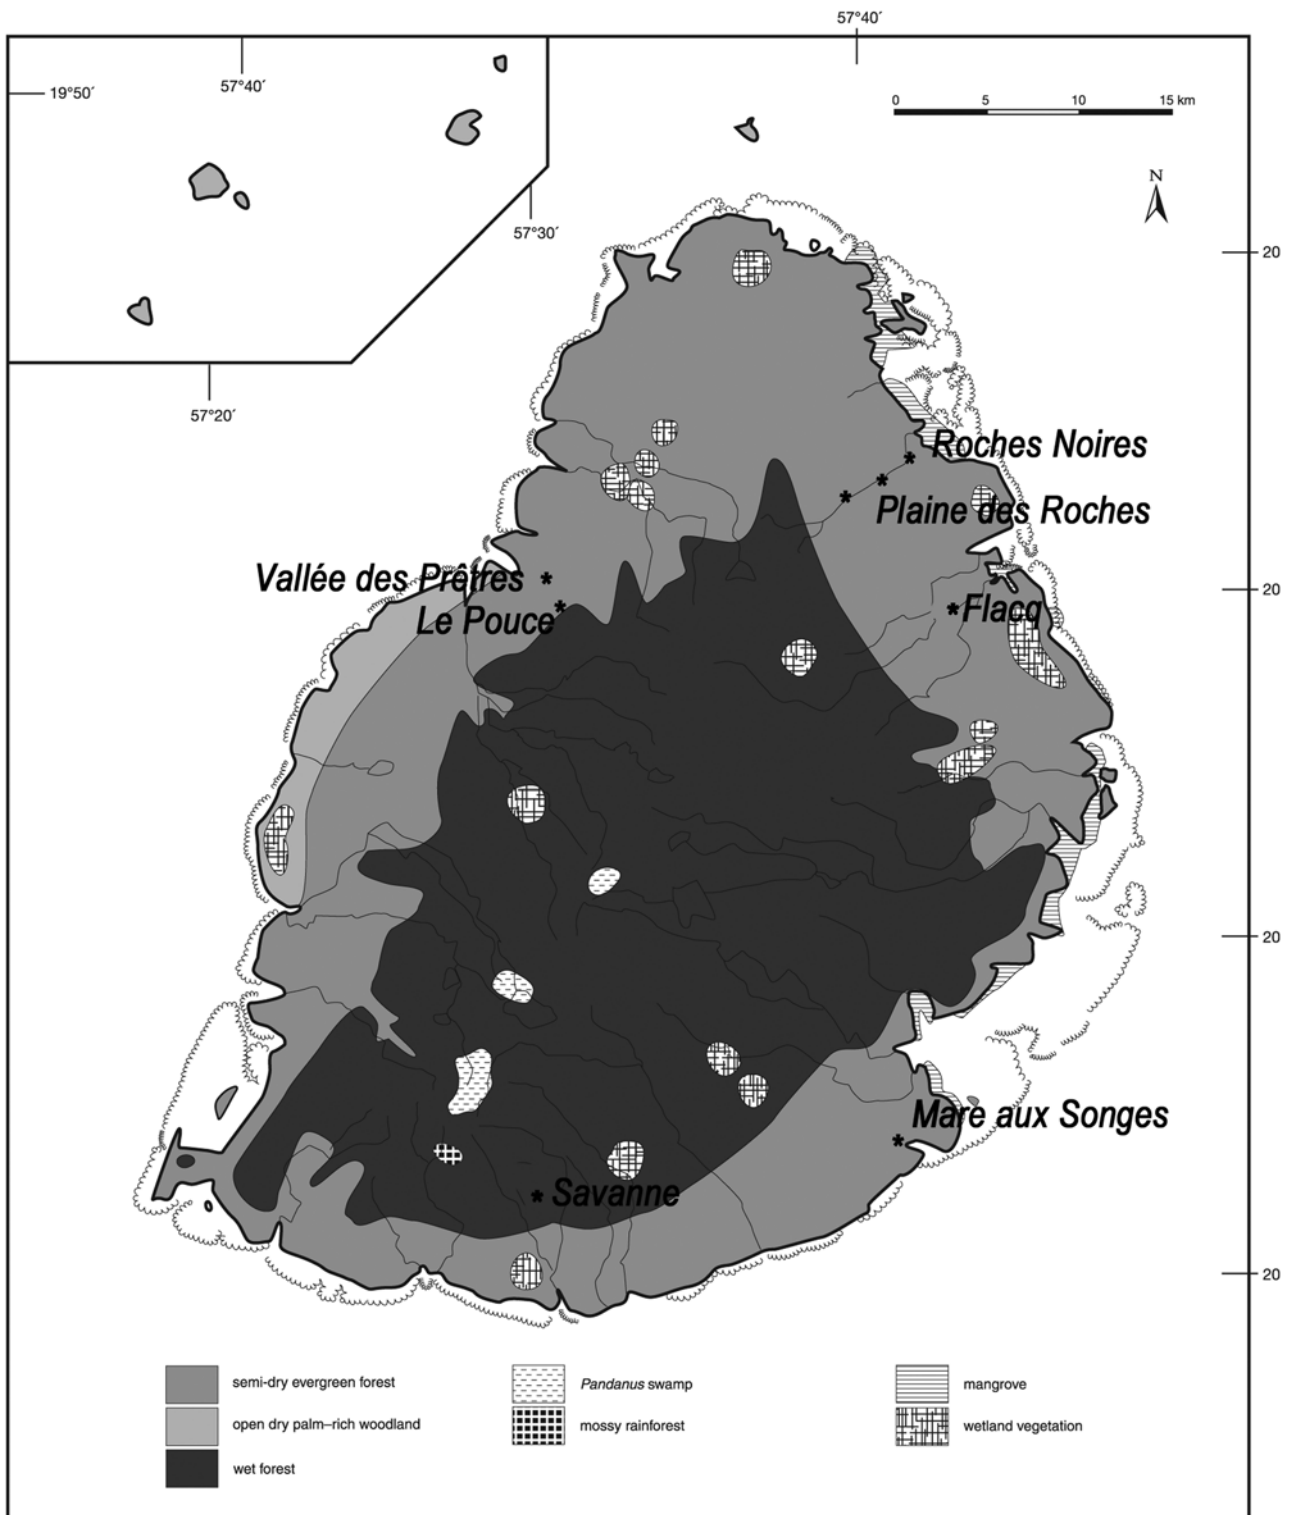 57°40′
19°50′
57°40′
0 5 10 15 km
N
57°30′
20
57°20′
Roches Noires
Plaine des Roches
Vallée des Prêtres
20
Le Pouce
Flacq
20
Mare aux Songes
Savanne
20
semi-dry evergreen forest
Pandanus swamp
mangrove
open dry palm–rich woodland
mossy rainforest
wetland vegetation
wet forest